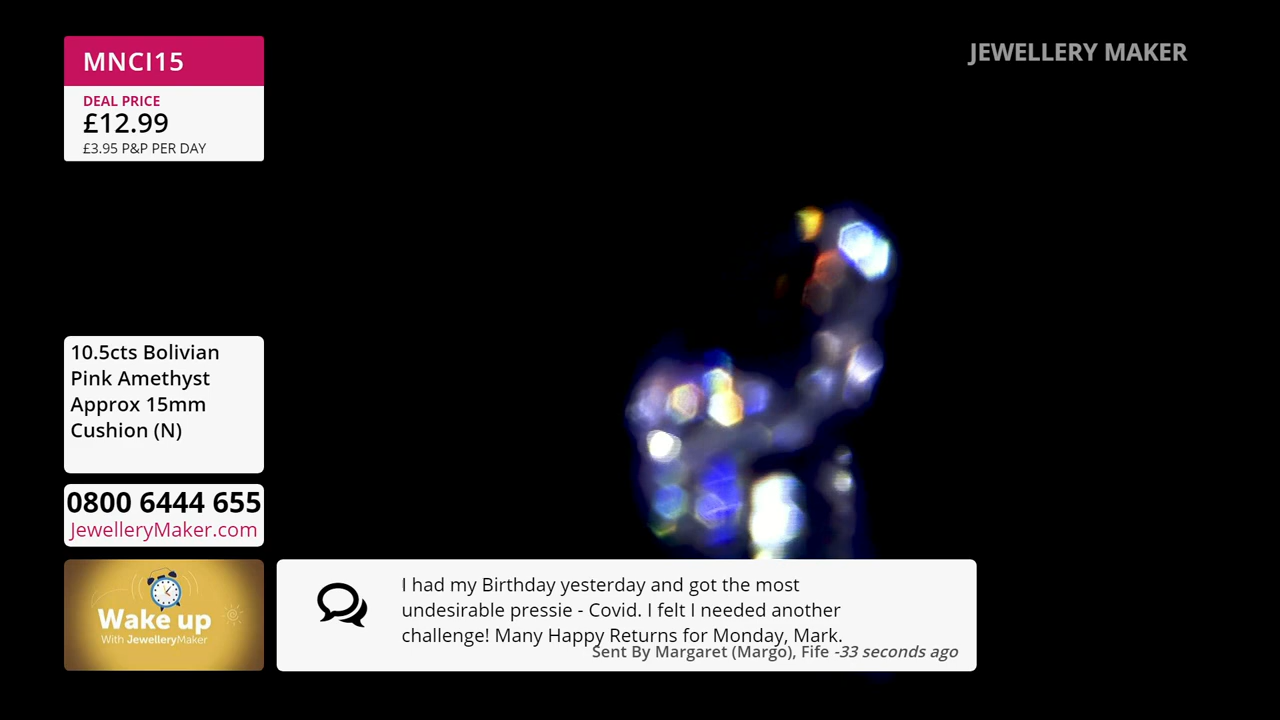 MNCI15
DEAL PRICE
£12.99
£3.95 P&P PER DAY
JEWELLERY MAKER
10.5cts Bolivian
Pink Amethyst
Approx 15mm
Cushion (N)
0800 6444 655
JewelleryMaker.com
Wake up
With JewelleryMaker
I had my Birthday yesterday and got the most
undesirable pressie - Covid. I felt I needed another
challenge! Many Happy Returns for Monday, Mark.
Sent By Margaret (Margo), Fife -33 seconds ago